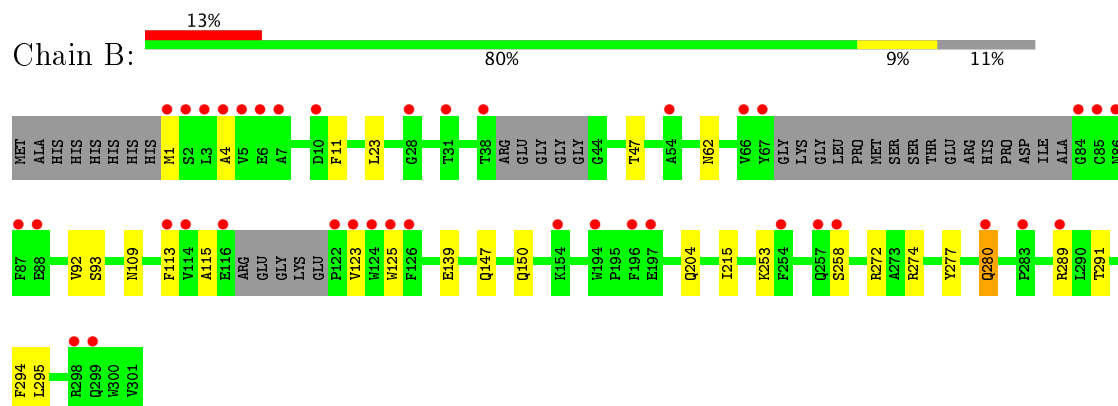 13%
Chain B:
80% 9% 11%
MET ALA HIS HIS HIS HIS HIS HIS M1 S2 L3 A4 V5 E6 A7 D10 F11 L23 G28 T31 T38 ARG GLU GLY GLY GLY G44 T47 A54 N62 V66 Y67 GLY LYS GLY LEU PRO MET SER SER THR GLU ARG HIS PRO ASP ILE ALA G84 C85 N86
F87 E88 V92 S93 N109 F113 V114 A115 E116 ARG GLU GLY LYS GLU P122 V123 W124 W125 F126 E139 Q147 Q150 K154 W194 P195 F196 E197 Q204 I215 K253 F254 Q257 S258 R272 A273 R274 Y277 Q280 P283 R289 L290 T291
F294 L295 R298 Q299 W300 V301